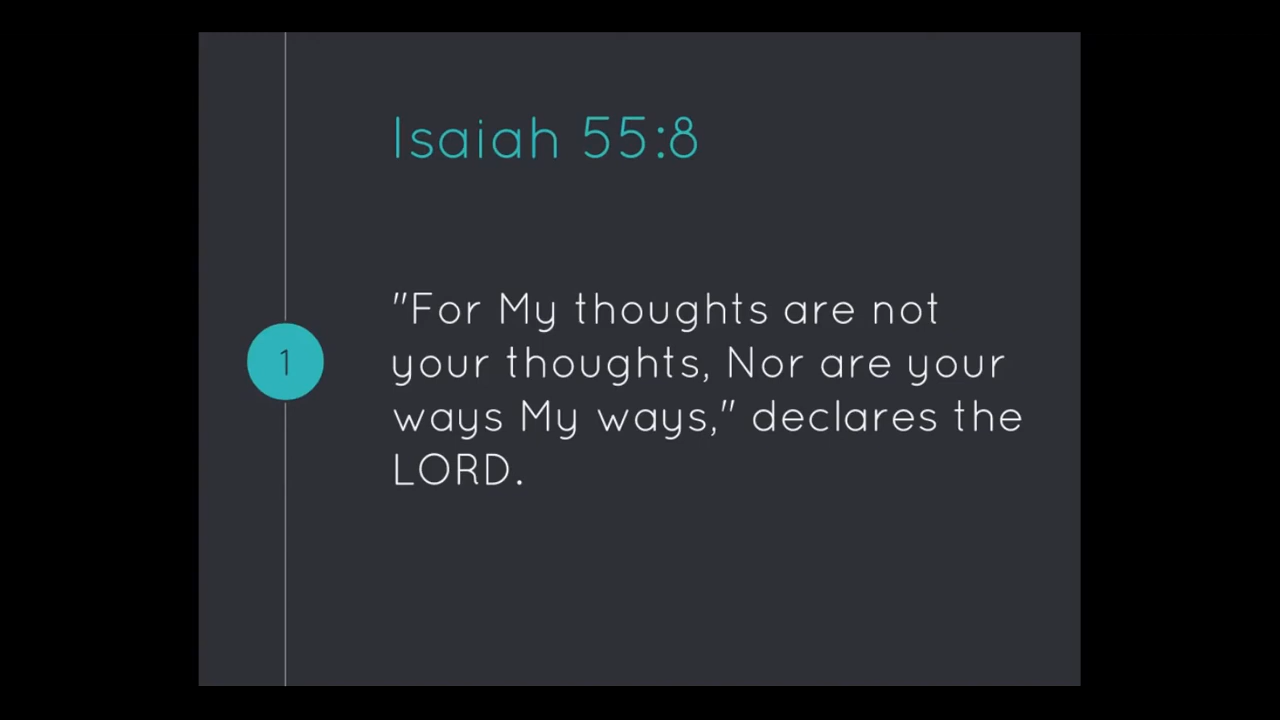 Isaiah 55:8
"For My thoughts are not
your thoughts, Nor are your
ways My ways," declares the
LORD.
1